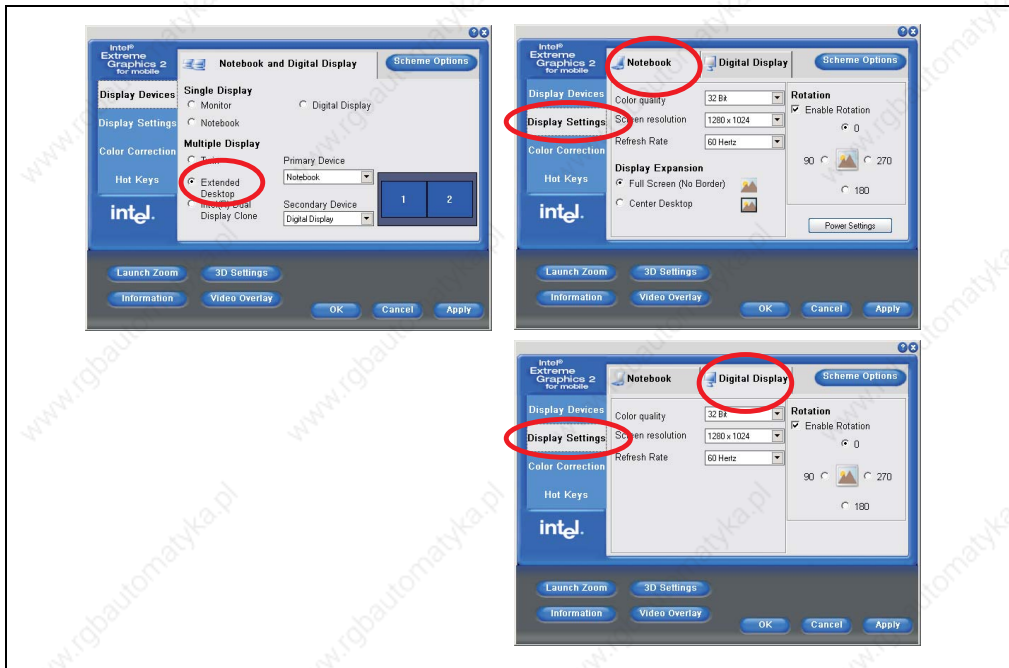 Intel®
Extreme
Graphics 2
for mobile
Notebook and Digital Display
Scheme Options
Display Devices
Display Settings
Color Correction
Hot Keys
intel.
Single Display
Monitor
Digital Display
Notebook
Multiple Display
Twin
Primary Device
Extended
Desktop
Notebook
Intel(R) Dual
Display Clone
Secondary Device
Digital Display
1
2
Launch Zoom
3D Settings
Information
Video Overlay
OK
Cancel
Apply
Intel®
Extreme
Graphics 2
for mobile
Notebook
Digital Display
Scheme Options
Display Devices
Display Settings
Color Correction
Hot Keys
intel.
Color quality
32 Bit
Screen resolution
1280 x 1024
Refresh Rate
60 Hertz
Display Expansion
Full Screen (No
Border)
Center Desktop
Rotation
Enable Rotation
0
90
270
180
Power Settings
Launch Zoom
3D Settings
Information
Video Overlay
OK
Cancel
Apply
Intel®
Extreme
Graphics 2
for mobile
Notebook
Digital Display
Scheme Options
Display Devices
Display Settings
Color Correction
Hot Keys
intel.
Color quality
32 Bit
Screen resolution
1280 x 1024
Refresh Rate
60 Hertz
Rotation
Enable Rotation
0
90
270
180
Launch Zoom
3D Settings
Information
Video Overlay
OK
Cancel
Apply
www.rgbautomatyka.pl